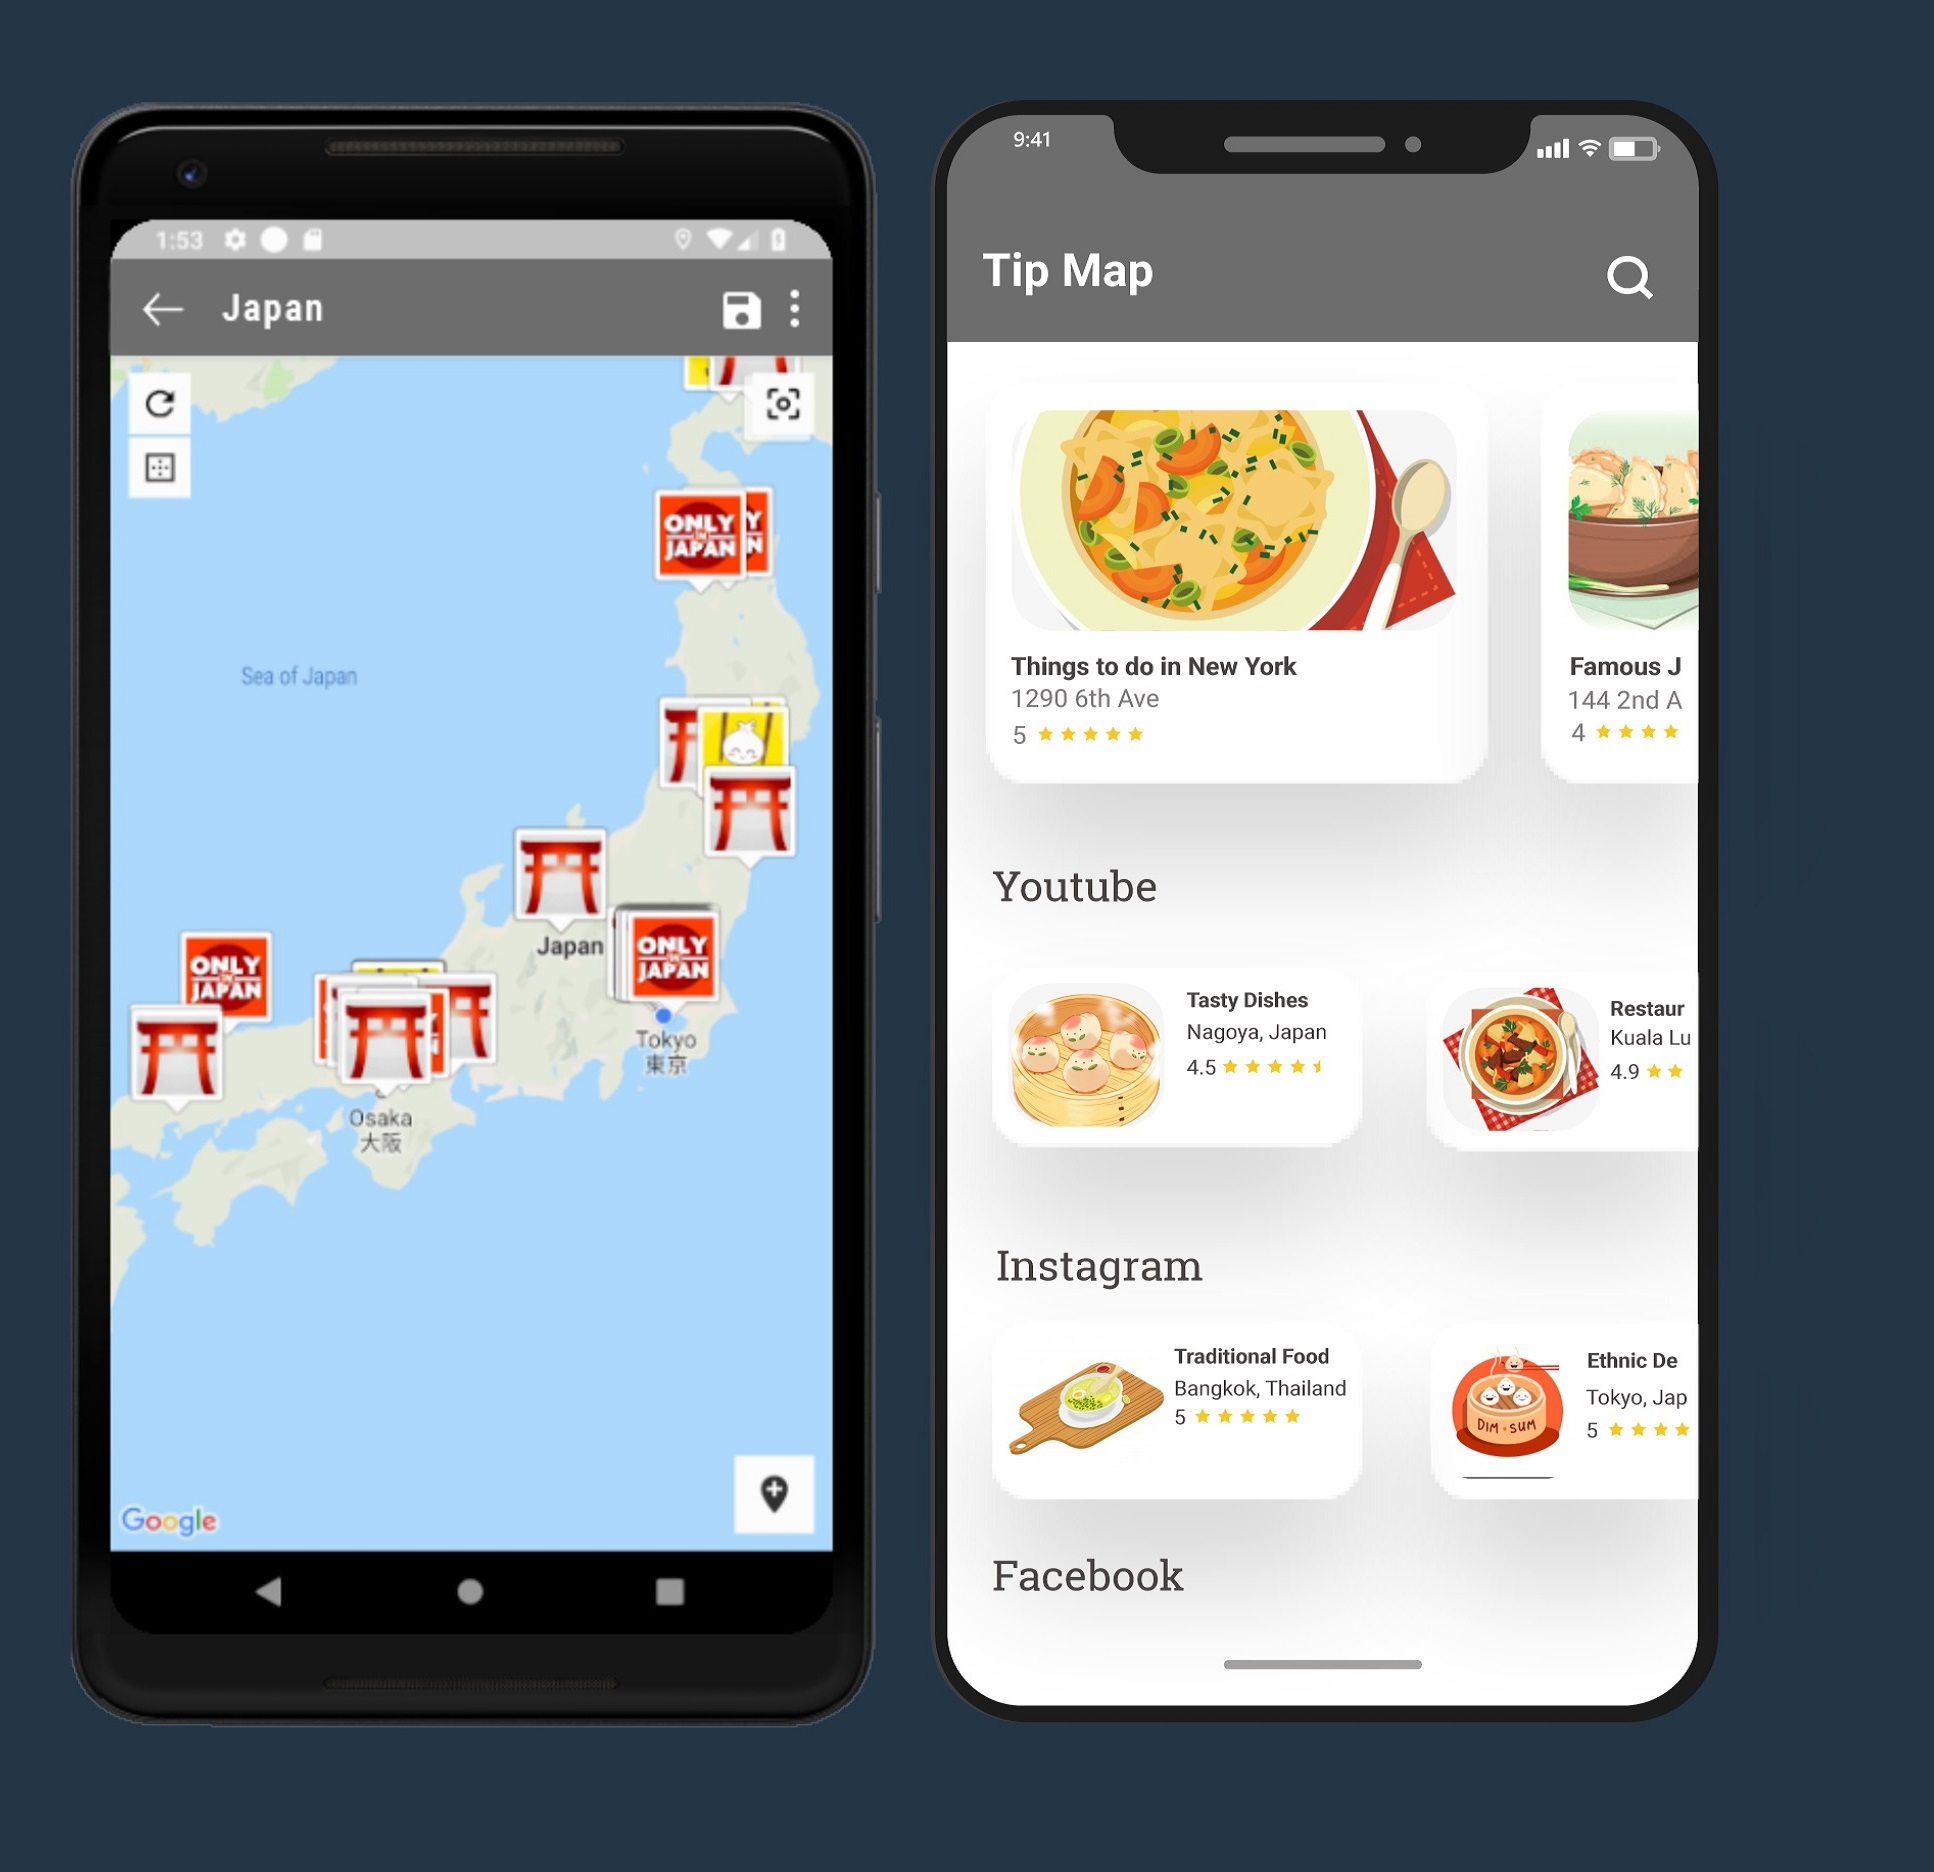 1:53
Japan
Sea of Japan
ONLY
IN
JAPAN
Y
N
Japan
ONLY
IN
JAPAN
ONLY
IN
JAPAN
Tokyo
東京
Osaka
大阪
Google
9:41
Tip Map
Things to do in New York
1290 6th Ave
5
Famous J
144 2nd A
4
Youtube
Tasty Dishes
Nagoya, Japan
4.5
Restaur
Kuala Lu
4.9
Instagram
Traditional Food
Bangkok, Thailand
5
DIM • SUM
Ethnic De
Tokyo, Jap
5
Facebook